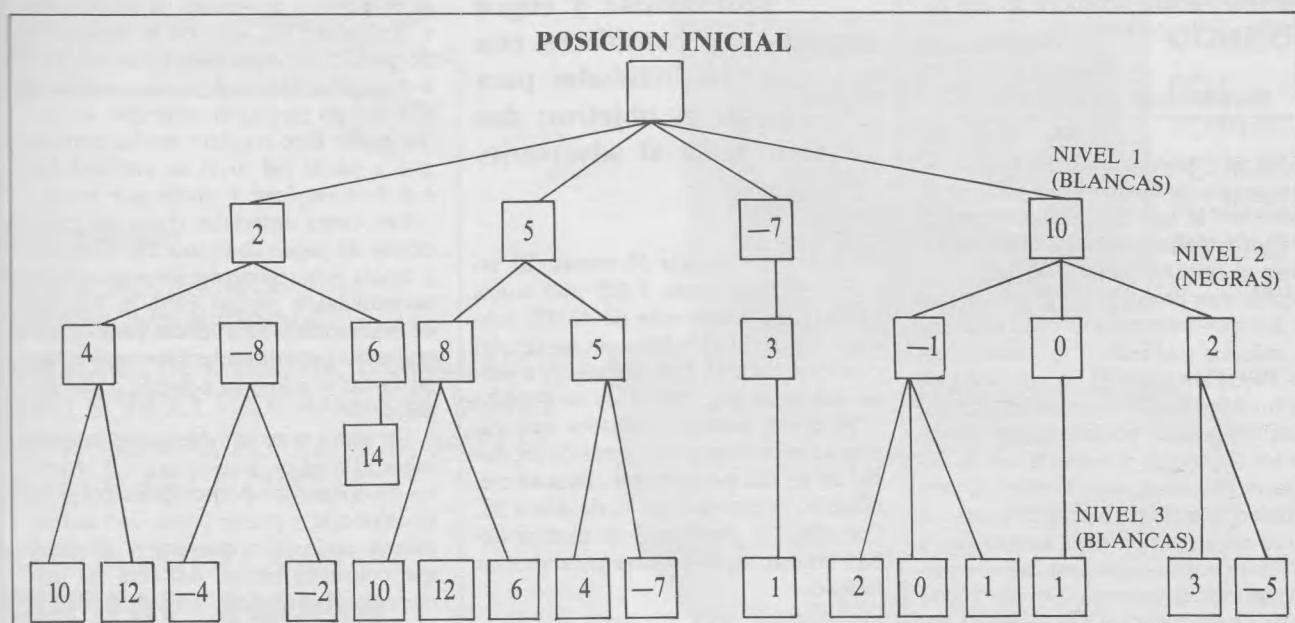 POSICION INICIAL
NIVEL 1
(BLANCAS)
2 5 —7 10
NIVEL 2
(NEGRAS)
4 —8 6 8 5 3 —1 0 2
14
NIVEL 3
(BLANCAS)
10 12 —4 —2 10 12 6 4 —7 1 2 0 1 1 3 —5